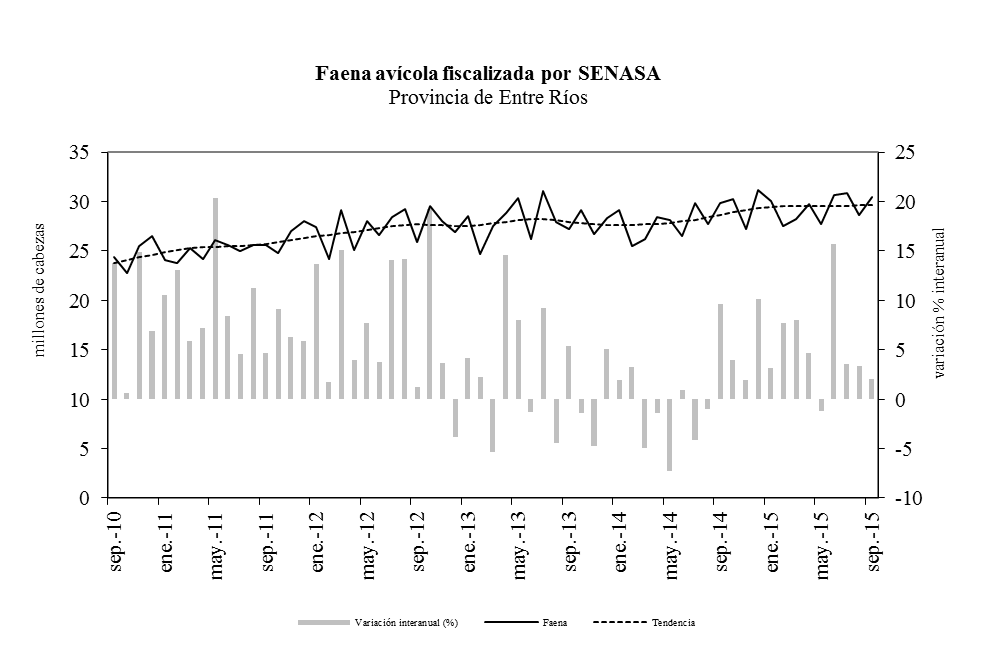 Faena avícola fiscalizada por SENASA
Provincia de Entre Ríos
35
30
25
20
15
10
5
0
millones de cabezas
25
20
15
10
5
0
-5
-10
variación % interanual
sep.-10
ene.-11
may.-11
sep.-11
ene.-12
may.-12
sep.-12
ene.-13
may.-13
sep.-13
ene.-14
may.-14
sep.-14
ene.-15
may.-15
sep.-15
Variación interanual (%)
Faena
Tendencia